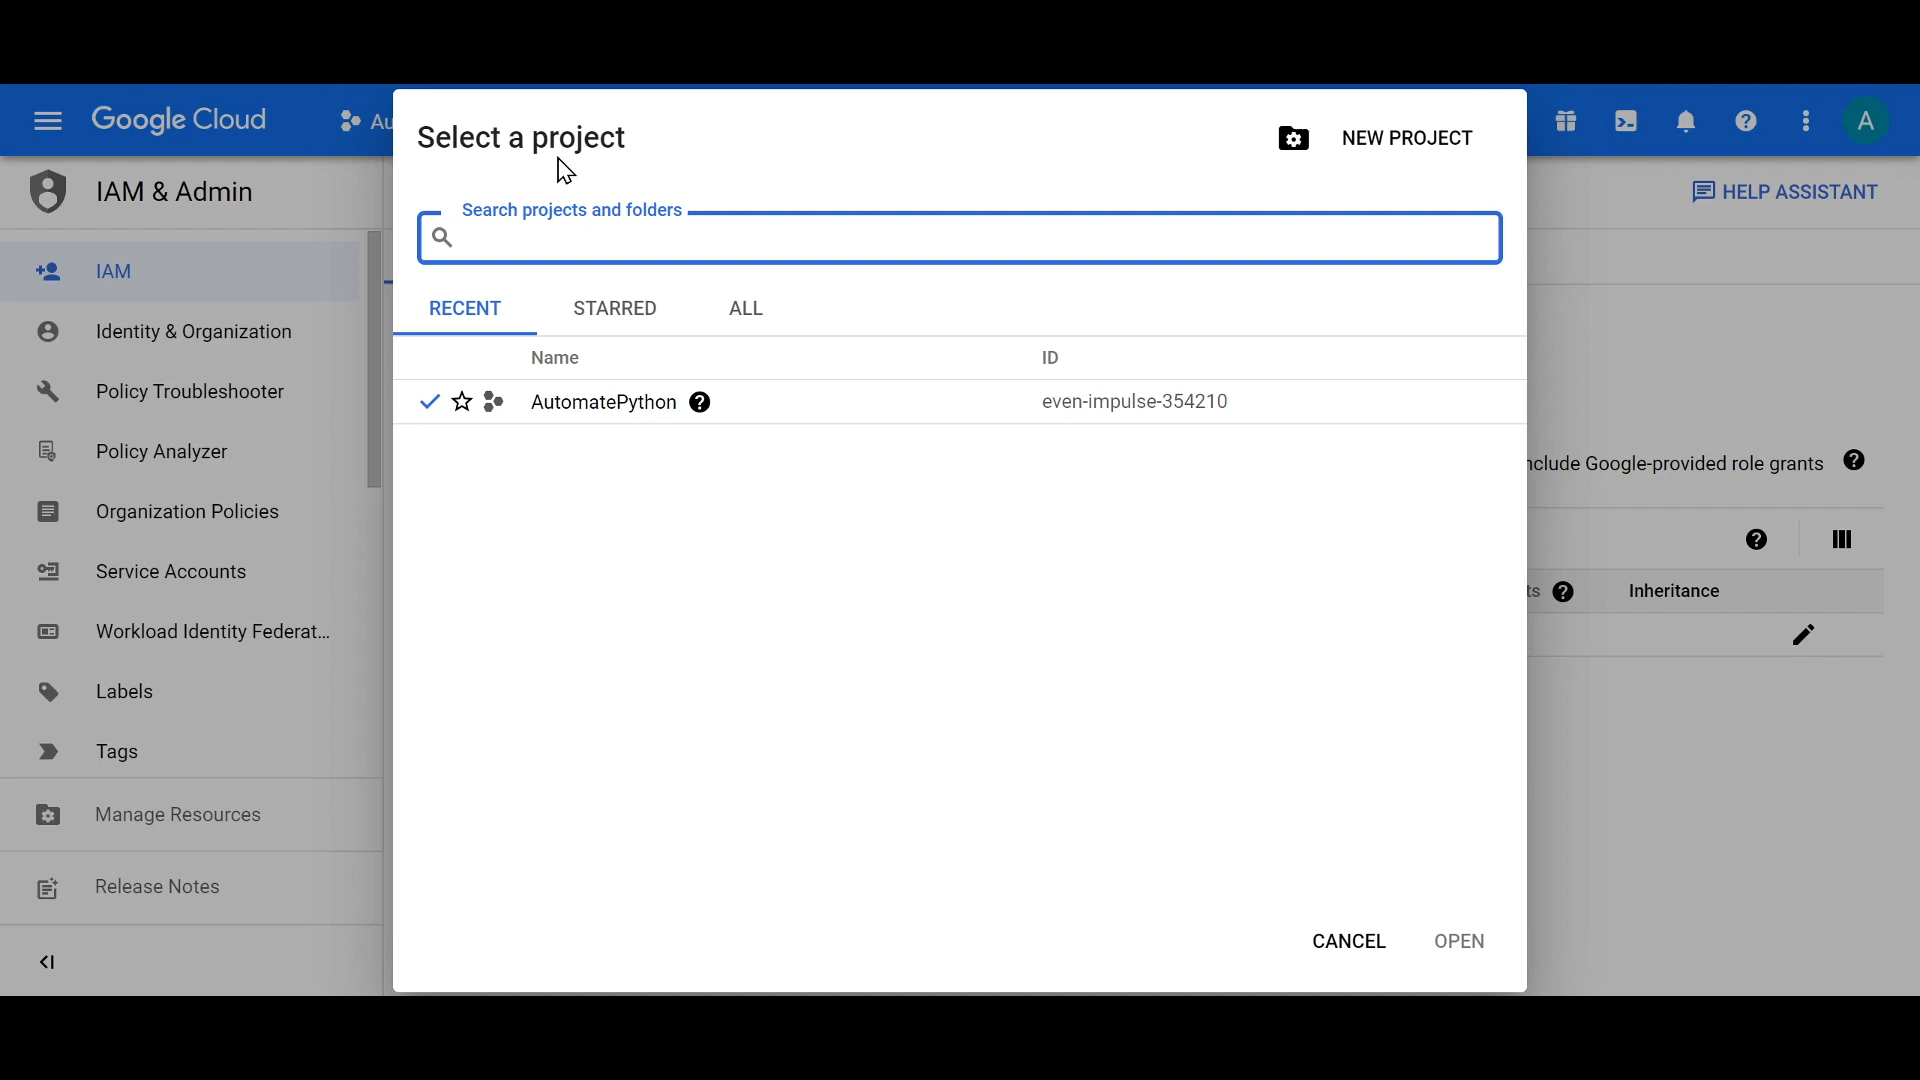 Google Cloud
Au
IAM & Admin
IAM
Identity & Organization
Policy Troubleshooter
Policy Analyzer
Organization Policies
Service Accounts
Workload Identity Federat...
Labels
Tags
Manage Resources
Release Notes
Select a project
NEW PROJECT
Search projects and folders
RECENT STARRED ALL
Name ID
AutomatePython even-impulse-354210
CANCEL OPEN
A
HELP ASSISTANT
nclude Google-provided role grants
ts Inheritance